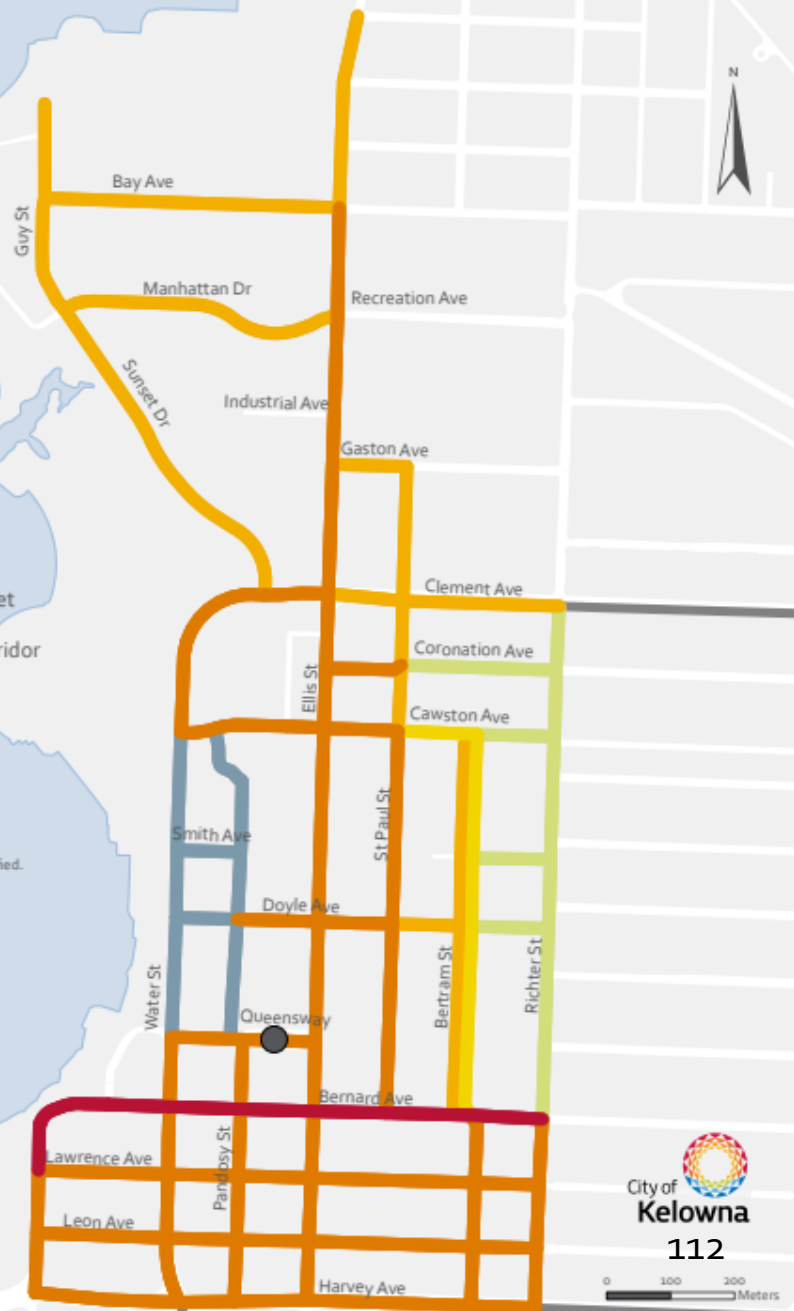 N
Bay Ave
Guy St
Manhattan Dr
Recreation Ave
Sunset Dr
Industrial Ave
Gaston Ave
Clement Ave
et
ridor
Coronation Ave
Ellis St
Cawston Ave
St Paul St
Smith Ave
ied.
Doyle Ave
Water St
Bertram St
Richter St
Queensway
Bernard Ave
Pandosy St
Lawrence Ave
Leon Ave
Harvey Ave
City of
Kelowna
112
0 100 200
Meters